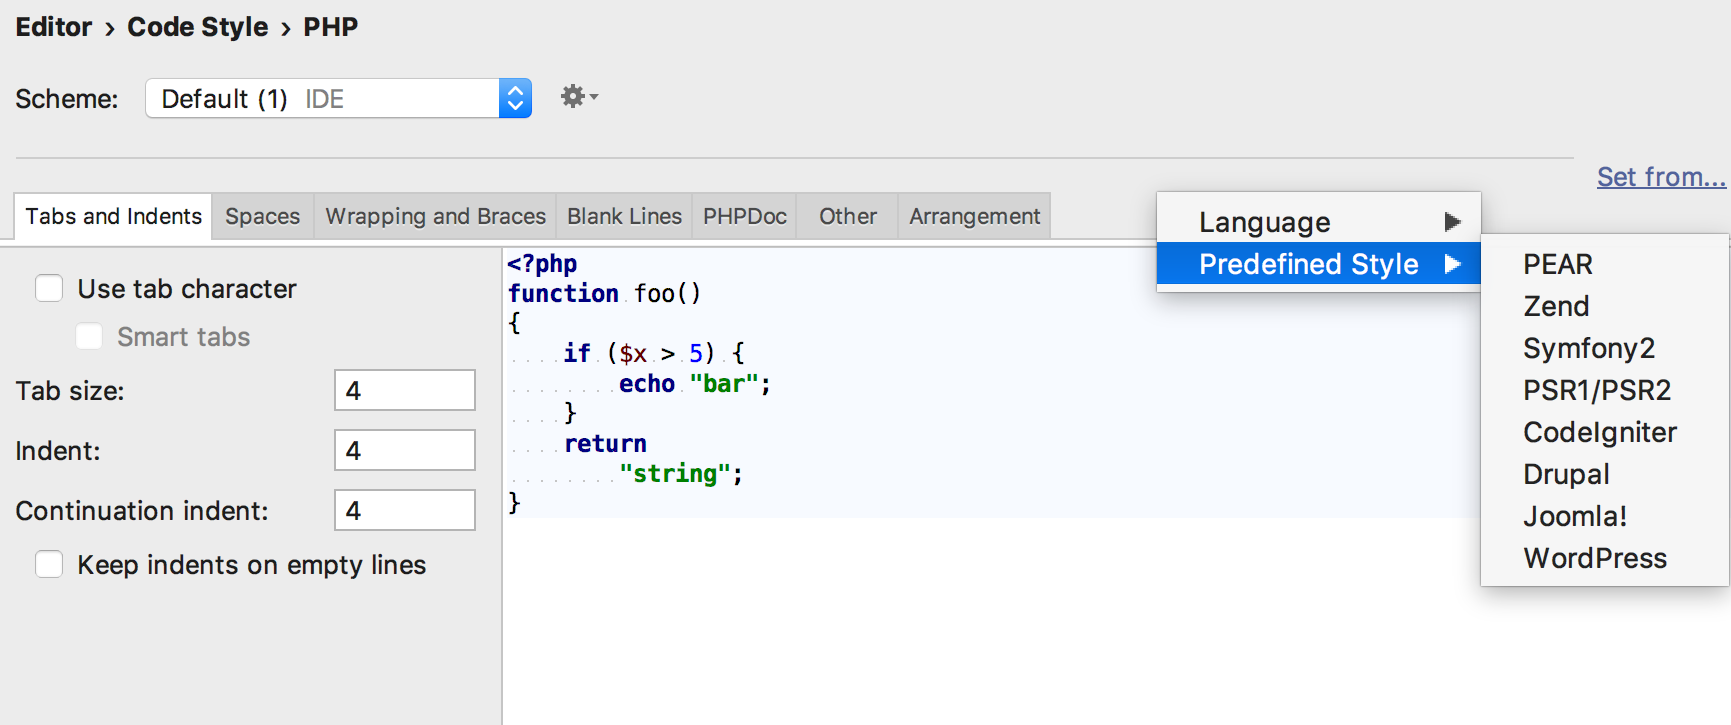 Editor › Code Style › PHP
Scheme: Default (1) IDE
Set from...
Tabs and Indents Spaces Wrapping and Braces Blank Lines PHPDoc Other Arrangement
Language
Predefined Style
PEAR
Zend
Symfony2
PSR1/PSR2
CodeIgniter
Drupal
Joomla!
WordPress
Use tab character
Smart tabs
Tab size: 4
Indent: 4
Continuation indent: 4
Keep indents on empty lines
<?php
function foo()
{
    if ($x > 5) {
        echo "bar";
    }
    return
        "string";
}